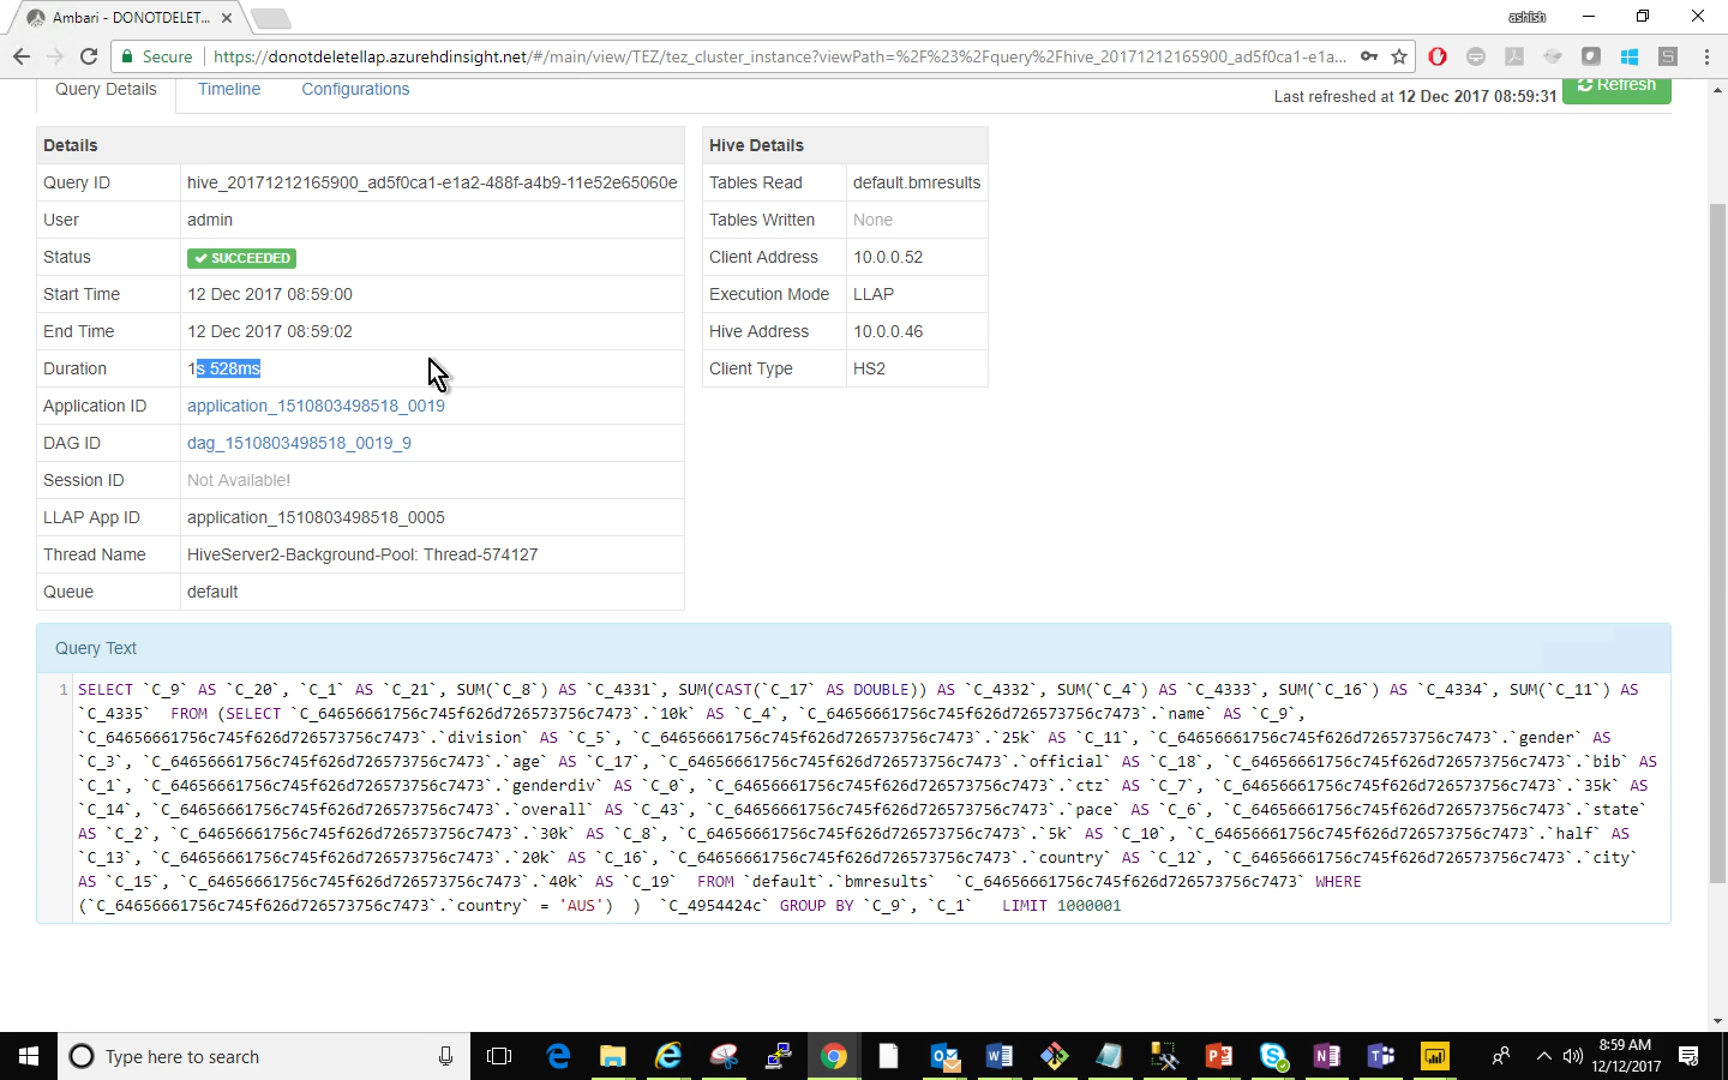 Ambari - DONOTDELET...
ashish
Secure
https://donotdeletellap.azurehdinsight.net/#/main/view/TEZ/tez_cluster_instance?viewPath=%2F%23%2Fquery%2Fhive_20171212165900_ad5f0ca1-e1a...
Query Details
Timeline
Configurations
Last refreshed at 12 Dec 2017 08:59:31
Refresh
Details
Query ID hive_20171212165900_ad5f0ca1-e1a2-488f-a4b9-11e52e65060e
User admin
Status SUCCEEDED
Start Time 12 Dec 2017 08:59:00
End Time 12 Dec 2017 08:59:02
Duration 1s 528ms
Application ID application_1510803498518_0019
DAG ID dag_1510803498518_0019_9
Session ID Not Available!
LLAP App ID application_1510803498518_0005
Thread Name HiveServer2-Background-Pool: Thread-574127
Queue default
Hive Details
Tables Read default.bmresults
Tables Written None
Client Address 10.0.0.52
Execution Mode LLAP
Hive Address 10.0.0.46
Client Type HS2
Query Text
1 SELECT `C_9` AS `C_20`, `C_1` AS `C_21`, SUM(`C_8`) AS `C_4331`, SUM(CAST(`C_17` AS DOUBLE)) AS `C_4332`, SUM(`C_4`) AS `C_4333`, SUM(`C_16`) AS `C_4334`, SUM(`C_11`) AS
`C_4335` FROM (SELECT `C_64656661756c745f626d726573756c7473`.`10k` AS `C_4`, `C_64656661756c745f626d726573756c7473`.`name` AS `C_9`,
`C_64656661756c745f626d726573756c7473`.`division` AS `C_5`, `C_64656661756c745f626d726573756c7473`.`25k` AS `C_11`, `C_64656661756c745f626d726573756c7473`.`gender` AS
`C_3`, `C_64656661756c745f626d726573756c7473`.`age` AS `C_17`, `C_64656661756c745f626d726573756c7473`.`official` AS `C_18`, `C_64656661756c745f626d726573756c7473`.`bib` AS
`C_1`, `C_64656661756c745f626d726573756c7473`.`genderdiv` AS `C_0`, `C_64656661756c745f626d726573756c7473`.`ctz` AS `C_7`, `C_64656661756c745f626d726573756c7473`.`35k` AS
`C_14`, `C_64656661756c745f626d726573756c7473`.`overall` AS `C_43`, `C_64656661756c745f626d726573756c7473`.`pace` AS `C_6`, `C_64656661756c745f626d726573756c7473`.`state`
AS `C_2`, `C_64656661756c745f626d726573756c7473`.`30k` AS `C_8`, `C_64656661756c745f626d726573756c7473`.`5k` AS `C_10`, `C_64656661756c745f626d726573756c7473`.`half` AS
`C_13`, `C_64656661756c745f626d726573756c7473`.`20k` AS `C_16`, `C_64656661756c745f626d726573756c7473`.`country` AS `C_12`, `C_64656661756c745f626d726573756c7473`.`city`
AS `C_15`, `C_64656661756c745f626d726573756c7473`.`40k` AS `C_19` FROM `default`.`bmresults` `C_64656661756c745f626d726573756c7473` WHERE
(`C_64656661756c745f626d726573756c7473`.`country` = 'AUS') ) `C_4954424c` GROUP BY `C_9`, `C_1` LIMIT 1000001
Type here to search
8:59 AM
12/12/2017